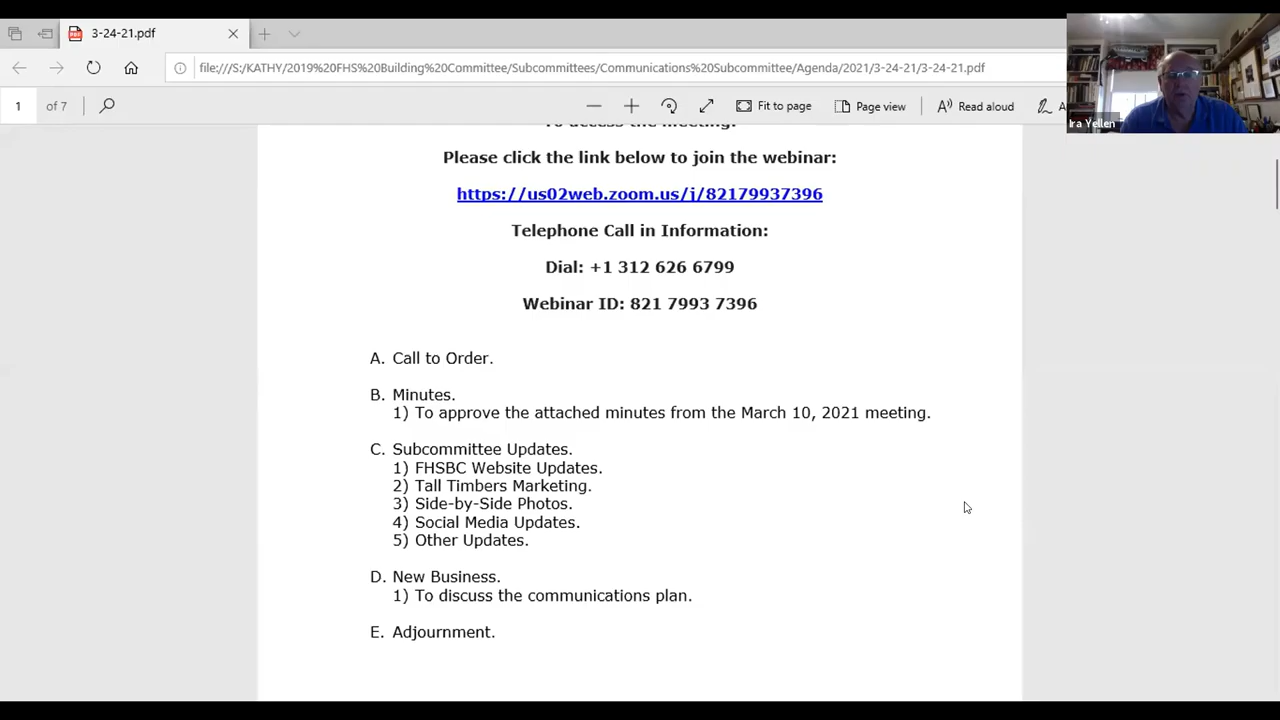 3-24-21.pdf
file:///S:/KATHY/2019%20FHS%20Building%20Committee/Subcommittees/Communications%20Subcommittee/Agenda/2021/3-24-21/3-24-21.pdf
1 of 7 Fit to page Page view Read aloud
Ira Yellen
To access the meeting:
Please click the link below to join the webinar:
https://us02web.zoom.us/j/82179937396
Telephone Call in Information:
Dial: +1 312 626 6799
Webinar ID: 821 7993 7396
A. Call to Order.
B. Minutes.
1) To approve the attached minutes from the March 10, 2021 meeting.
C. Subcommittee Updates.
1) FHSBC Website Updates.
2) Tall Timbers Marketing.
3) Side-by-Side Photos.
4) Social Media Updates.
5) Other Updates.
D. New Business.
1) To discuss the communications plan.
E. Adjournment.